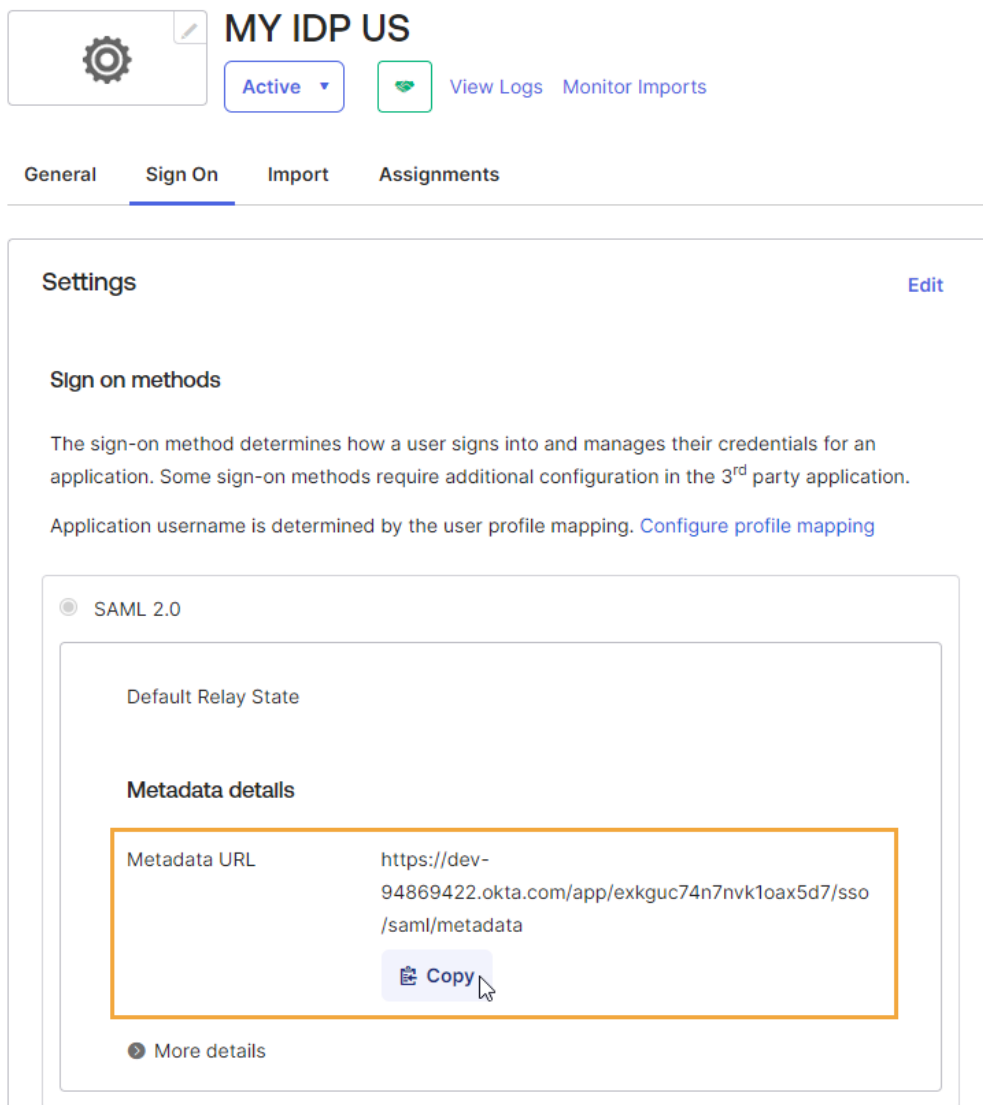 MY IDP US
Active
View Logs
Monitor Imports
General
Sign On
Import
Assignments
Settings
Edit
Sign on methods
The sign-on method determines how a user signs into and manages their credentials for an
application. Some sign-on methods require additional configuration in the 3rd party application.
Application username is determined by the user profile mapping. Configure profile mapping
SAML 2.0
Default Relay State
Metadata details
Metadata URL
https://dev-
94869422.okta.com/app/exkguc74n7nvk1oax5d7/sso
/saml/metadata
Copy
More details